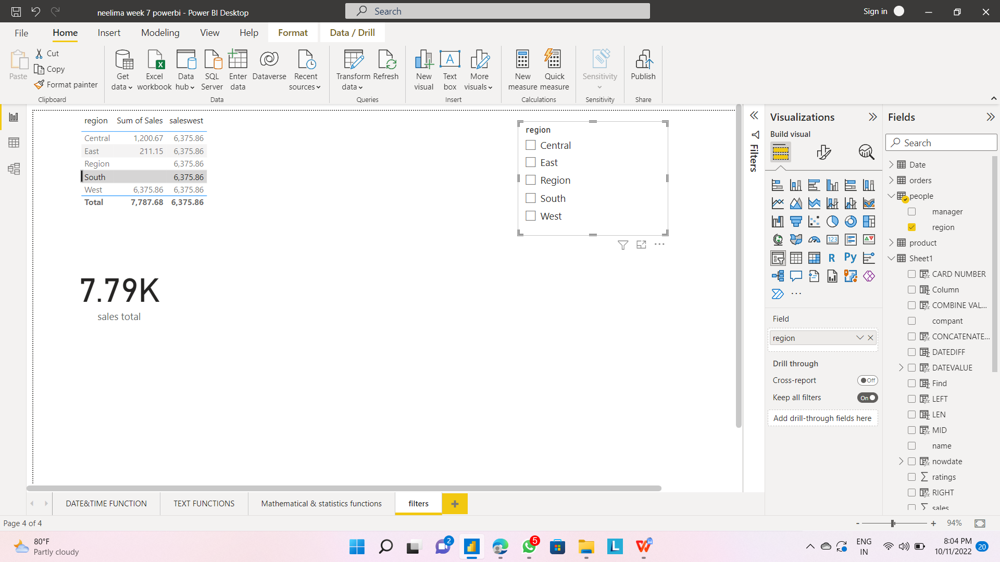 neelima week 7 powerbi - Power BI Desktop
Search
Sign in
File
Home
Insert
Modeling
View
Help
Format
Data / Drill
Paste
Cut
Copy
Format painter
Clipboard
Get data
Excel workbook
Data hub
SQL Server
Enter data
Dataverse
Recent sources
Data
Transform data
Refresh
Queries
New visual
Text box
More visuals
Insert
New measure
Quick measure
Calculations
Sensitivity
Sensitivity
Publish
Share
region Sum of Sales saleswest
Central 1,200.67 6,375.86
East 211.15 6,375.86
Region 6,375.86
South 6,375.86
West 6,375.86 6,375.86
Total 7,787.68 6,375.86
7.79K
sales total
region
Central
East
Region
South
West
Filters
Visualizations
Build visual
123
R
Py
Field
region
Drill through
Cross-report
Off
Keep all filters
On
Add drill-through fields here
Fields
Search
Date
orders
people
manager
region
product
Sheet1
CARD NUMBER
Column
COMBINE VAL...
compant
CONCATENATE...
DATEDIFF
DATEVALUE
Find
LEFT
LEN
MID
name
nowdate
ratings
RIGHT
sales
DATE&TIME FUNCTION
TEXT FUNCTIONS
Mathematical & statistics functions
filters
Page 4 of 4
- + 94%
80°F
Partly cloudy
2
5
L
ENG
IN
8:04 PM
10/11/2022
20